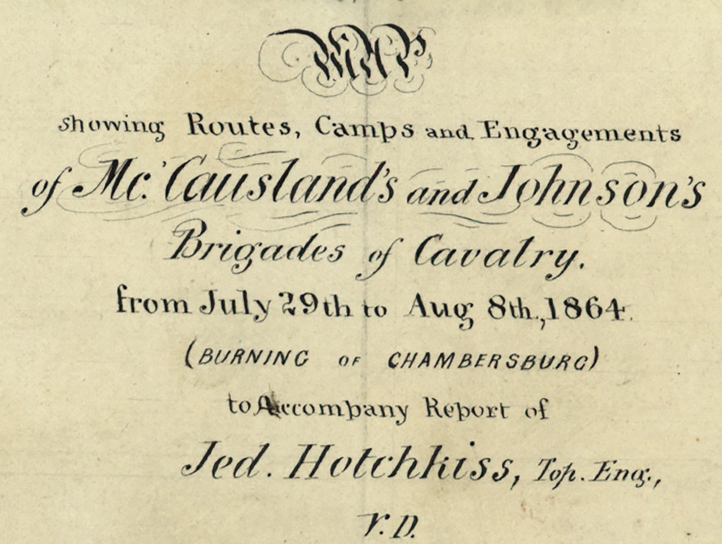 MAP
showing Routes, Camps and Engagements
of Mc.Causland's and Johnson's
Brigades of Cavalry.
from July 29th to Aug 8th., 1864.
(BURNING OF CHAMBERSBURG)
to Accompany Report of
Jed. Hotchkiss, Top. Eng.,
V.D.